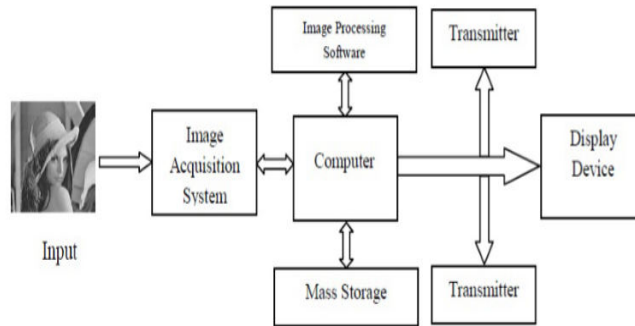 Image Processing
Software
Transmitter
Image
Acquisition
System
Computer
Display
Device
Input
Mass Storage
Transmitter